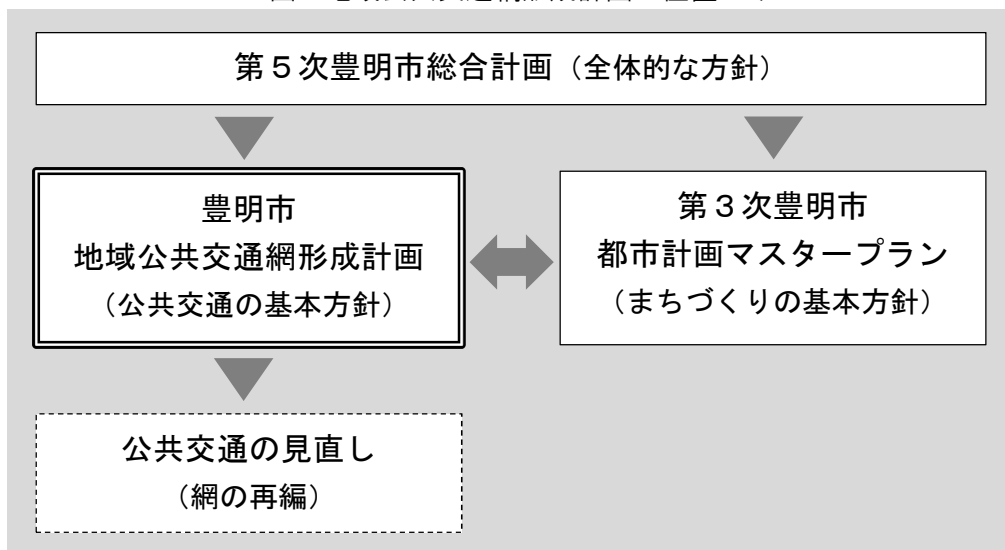 第５次豊明市総合計画（全体的な方針）
豊明市
地域公共交通網形成計画
（公共交通の基本方針）
第３次豊明市
都市計画マスタープラン
（まちづくりの基本方針）
公共交通の見直し
（網の再編）